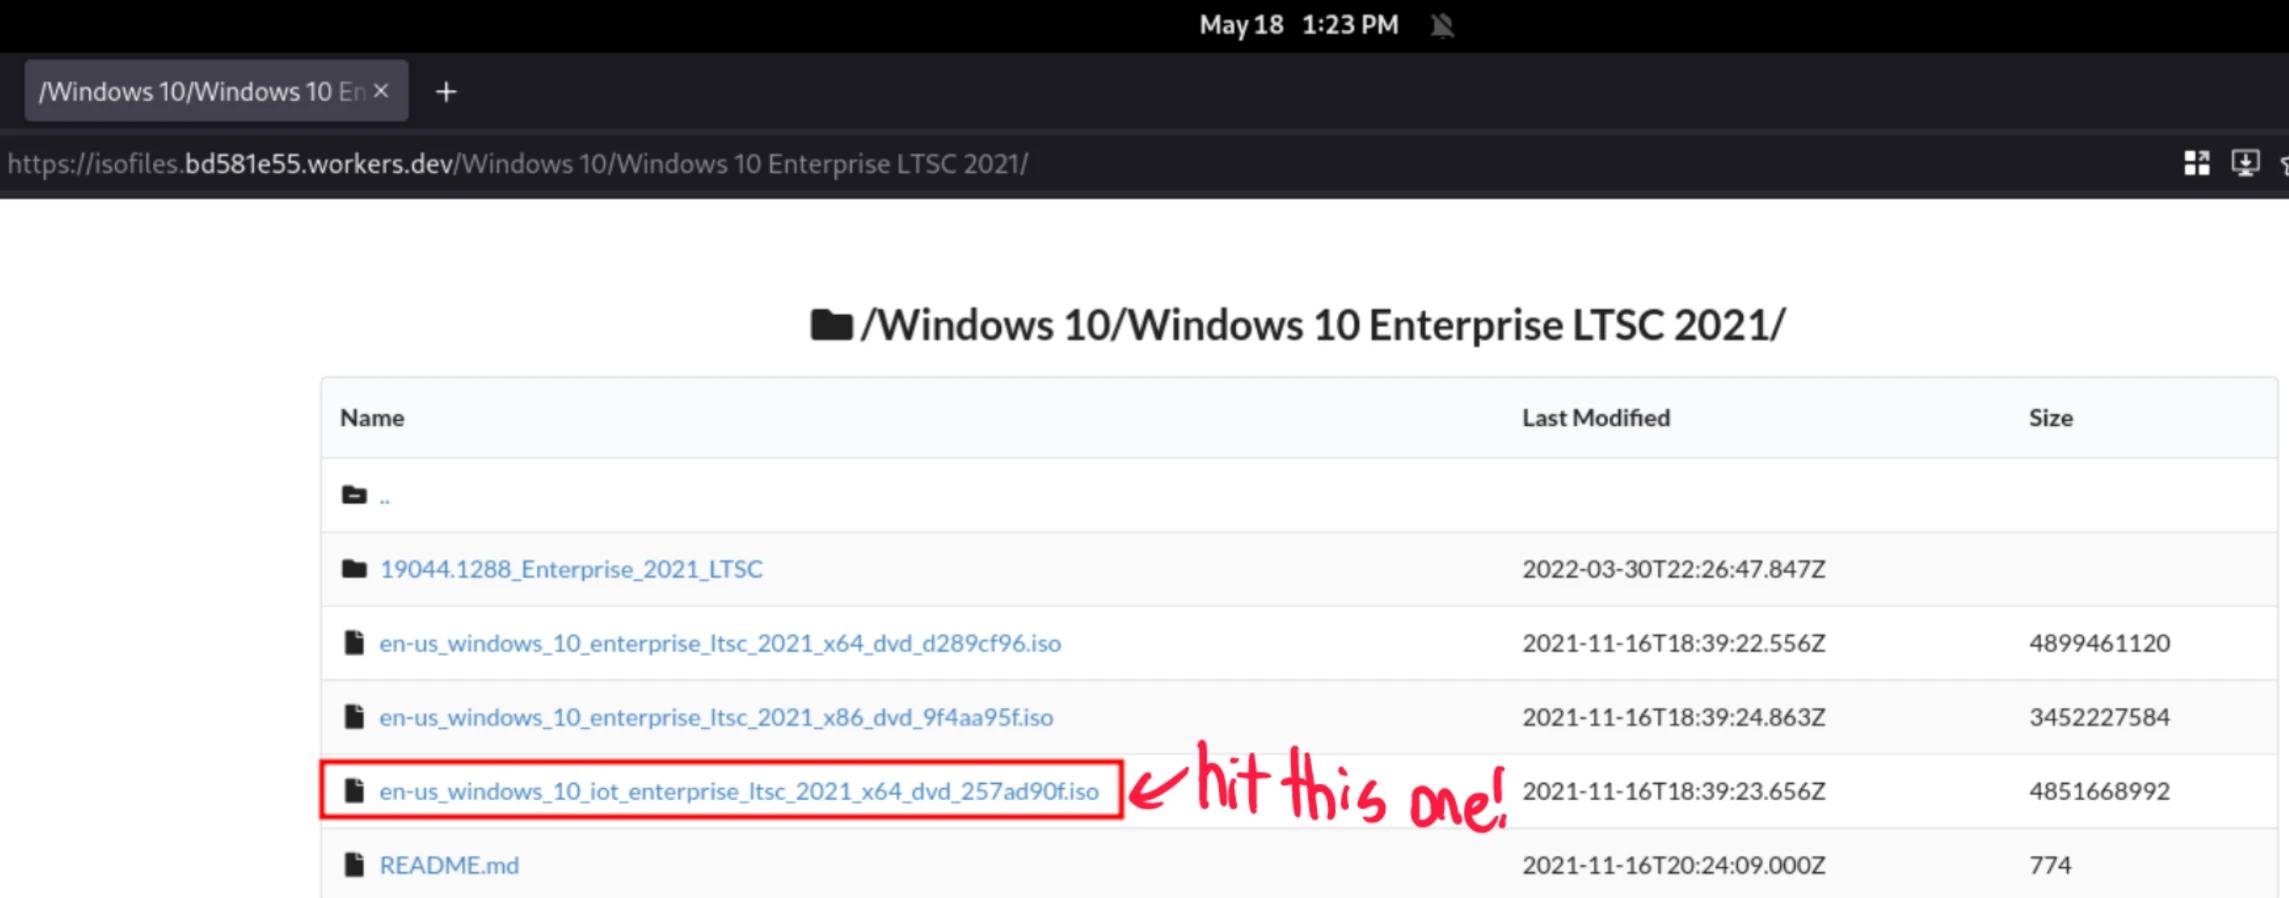 May 18 1:23 PM
/Windows 10/Windows 10 En
https://isofiles.bd581e55.workers.dev/Windows 10/Windows 10 Enterprise LTSC 2021/
/Windows 10/Windows 10 Enterprise LTSC 2021/
Name Last Modified Size
..
19044.1288_Enterprise_2021_LTSC 2022-03-30T22:26:47.847Z
en-us_windows_10_enterprise_ltsc_2021_x64_dvd_d289cf96.iso 2021-11-16T18:39:22.556Z 4899461120
en-us_windows_10_enterprise_ltsc_2021_x86_dvd_9f4aa95f.iso 2021-11-16T18:39:24.863Z 3452227584
en-us_windows_10_iot_enterprise_ltsc_2021_x64_dvd_257ad90f.iso hit this one! 2021-11-16T18:39:23.656Z 4851668992
README.md 2021-11-16T20:24:09.000Z 774